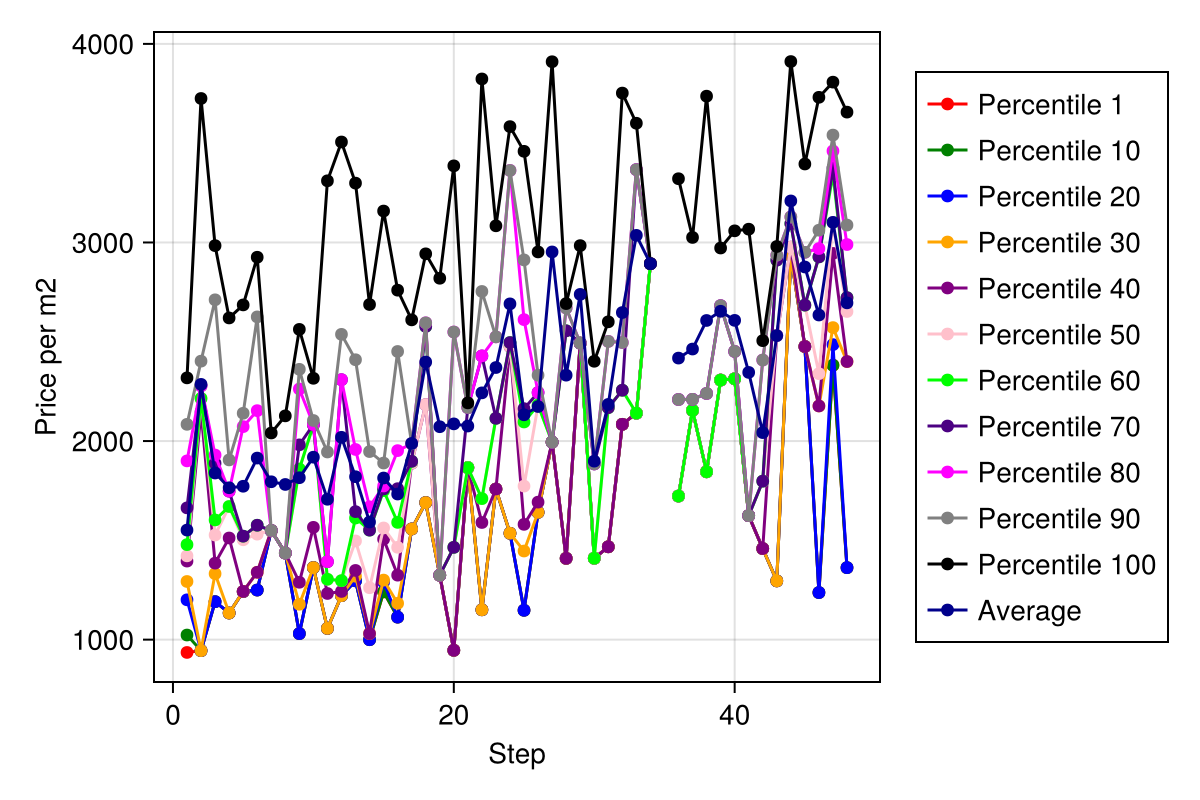 4000
3000
2000
1000
Price per m2
0
20
40
Step
Percentile 1
Percentile 10
Percentile 20
Percentile 30
Percentile 40
Percentile 50
Percentile 60
Percentile 70
Percentile 80
Percentile 90
Percentile 100
Average